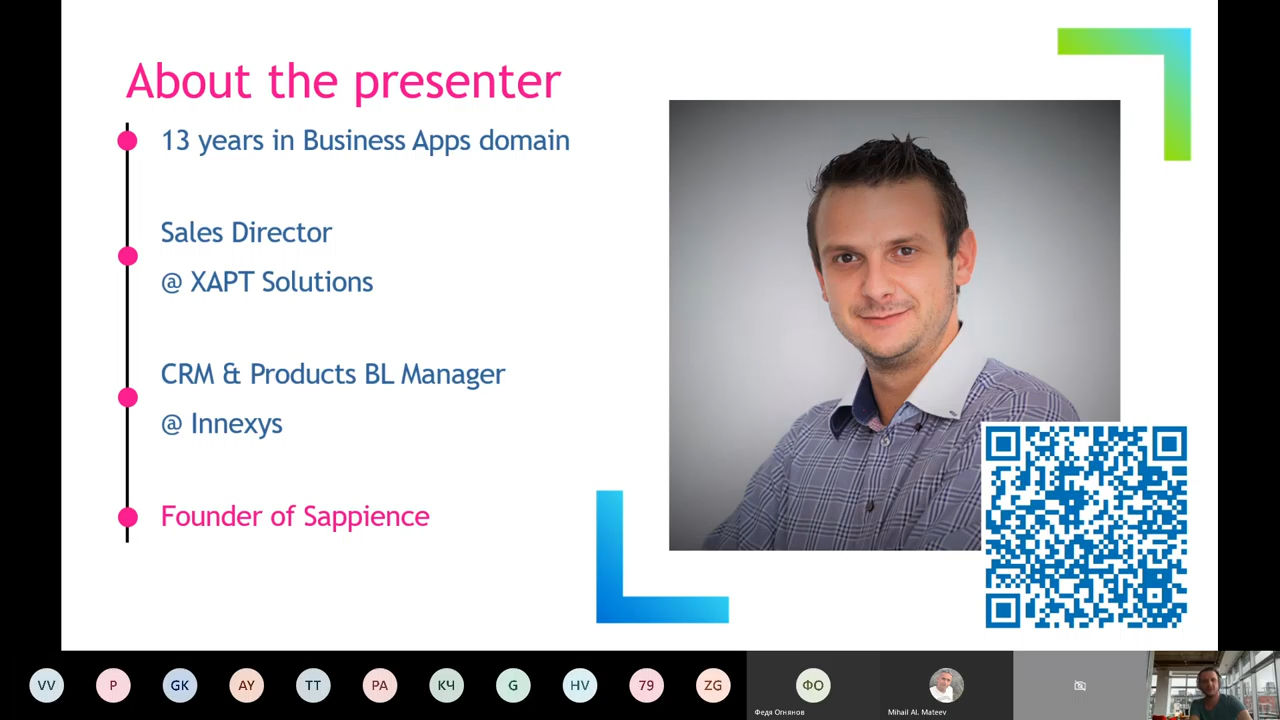 About the presenter
13 years in Business Apps domain
Sales Director
@ XAPT Solutions
CRM & Products BL Manager
@ Innexys
Founder of Sappience
VV
P
GK
AY
TT
PA
КЧ
G
HV
79
ZG
ФО
Федя Огнянов
Mihail Al. Mateev